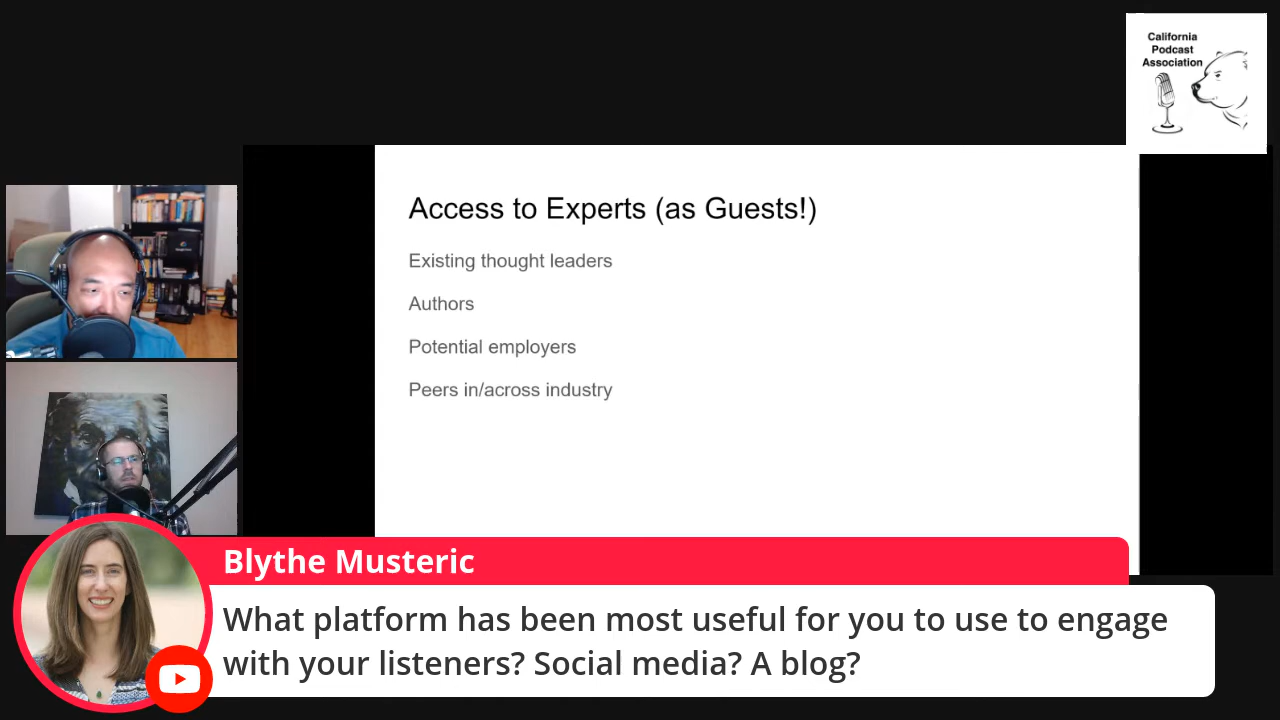 California
Podcast
Association
Access to Experts (as Guests!)
Existing thought leaders
Authors
Potential employers
Peers in/across industry
Blythe Musteric
What platform has been most useful for you to use to engage
with your listeners? Social media? A blog?